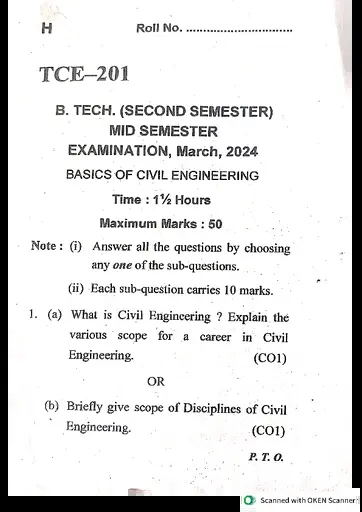 H Roll No. ................................
TCE–201
B. TECH. (SECOND SEMESTER)
MID SEMESTER
EXAMINATION, March, 2024
BASICS OF CIVIL ENGINEERING
Time : 1½ Hours
Maximum Marks : 50
Note : (i) Answer all the questions by choosing
any one of the sub-questions.
(ii) Each sub-question carries 10 marks.
1. (a) What is Civil Engineering ? Explain the
various scope for a career in Civil
Engineering. (CO1)
OR
(b) Briefly give scope of Disciplines of Civil
Engineering. (CO1)
P. T. O.
Scanned with OKEN Scanner